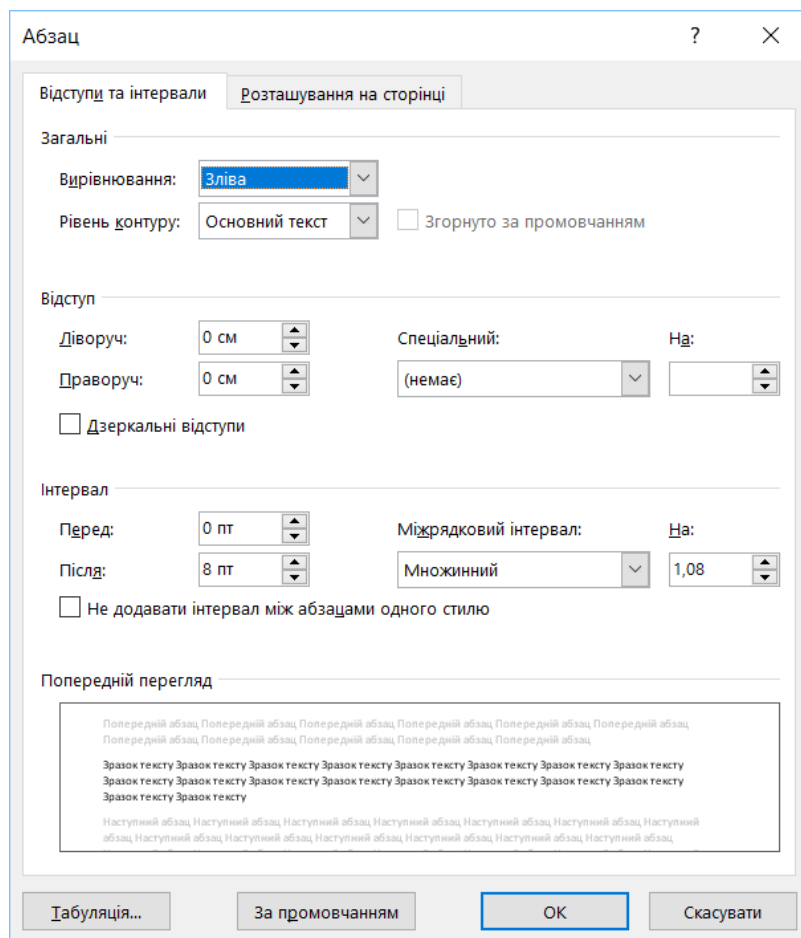 Абзац ?
Відступи та інтервали Розташування на сторінці
Загальні
Вирівнювання: Зліва
Рівень контуру: Основний текст Згорнуто за промовчанням
Відступ
Ліворуч: 0 см Спеціальний: На:
Праворуч: 0 см (немає)
Дзеркальні відступи
Інтервал
Перед: 0 пт Міжрядковий інтервал: На:
Після: 8 пт Множинний 1,08
Не додавати інтервал між абзацами одного стилю
Попередній перегляд
Попередній абзац Попередній абзац Попередній абзац Попередній абзац Попередній абзац Попередній абзац
Попередній абзац Попередній абзац Попередній абзац Попередній абзац Попередній абзац
Зразок тексту Зразок тексту Зразок тексту Зразок тексту Зразок тексту Зразок тексту Зразок тексту Зразок тексту
Зразок тексту Зразок тексту Зразок тексту Зразок тексту Зразок тексту Зразок тексту Зразок тексту Зразок тексту
Зразок тексту Зразок тексту
Наступний абзац Наступний абзац Наступний абзац Наступний абзац Наступний абзац Наступний
абзац Наступний абзац Наступний абзац Наступний абзац Наступний абзац Наступний абзац
Табуляція... За промовчанням ОК Скасувати